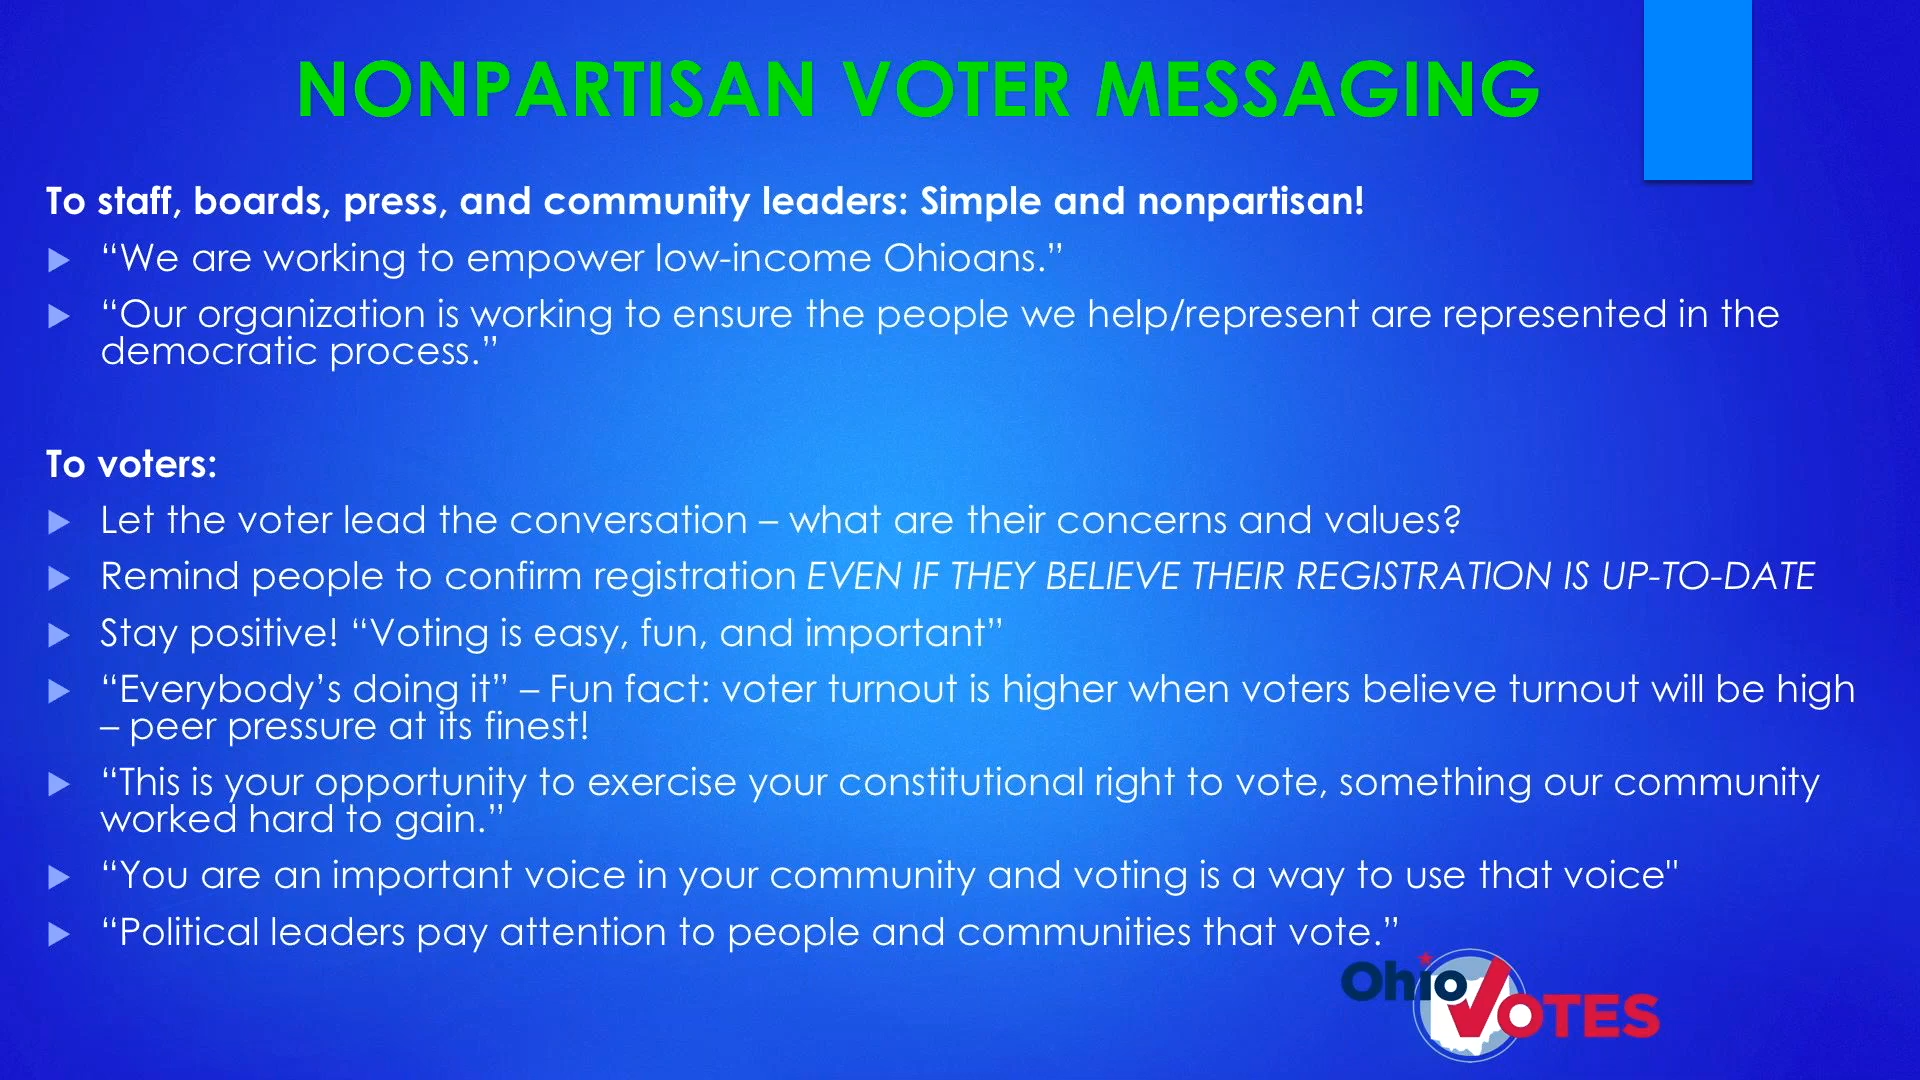 NONPARTISAN VOTER MESSAGING
To staff, boards, press, and community leaders: Simple and nonpartisan!
“We are working to empower low-income Ohioans.”
“Our organization is working to ensure the people we help/represent are represented in the
democratic process.”
To voters:
Let the voter lead the conversation – what are their concerns and values?
Remind people to confirm registration EVEN IF THEY BELIEVE THEIR REGISTRATION IS UP-TO-DATE
Stay positive! “Voting is easy, fun, and important”
“Everybody’s doing it” – Fun fact: voter turnout is higher when voters believe turnout will be high
– peer pressure at its finest!
“This is your opportunity to exercise your constitutional right to vote, something our community
worked hard to gain.”
“You are an important voice in your community and voting is a way to use that voice"
“Political leaders pay attention to people and communities that vote.”
Ohio
VOTES